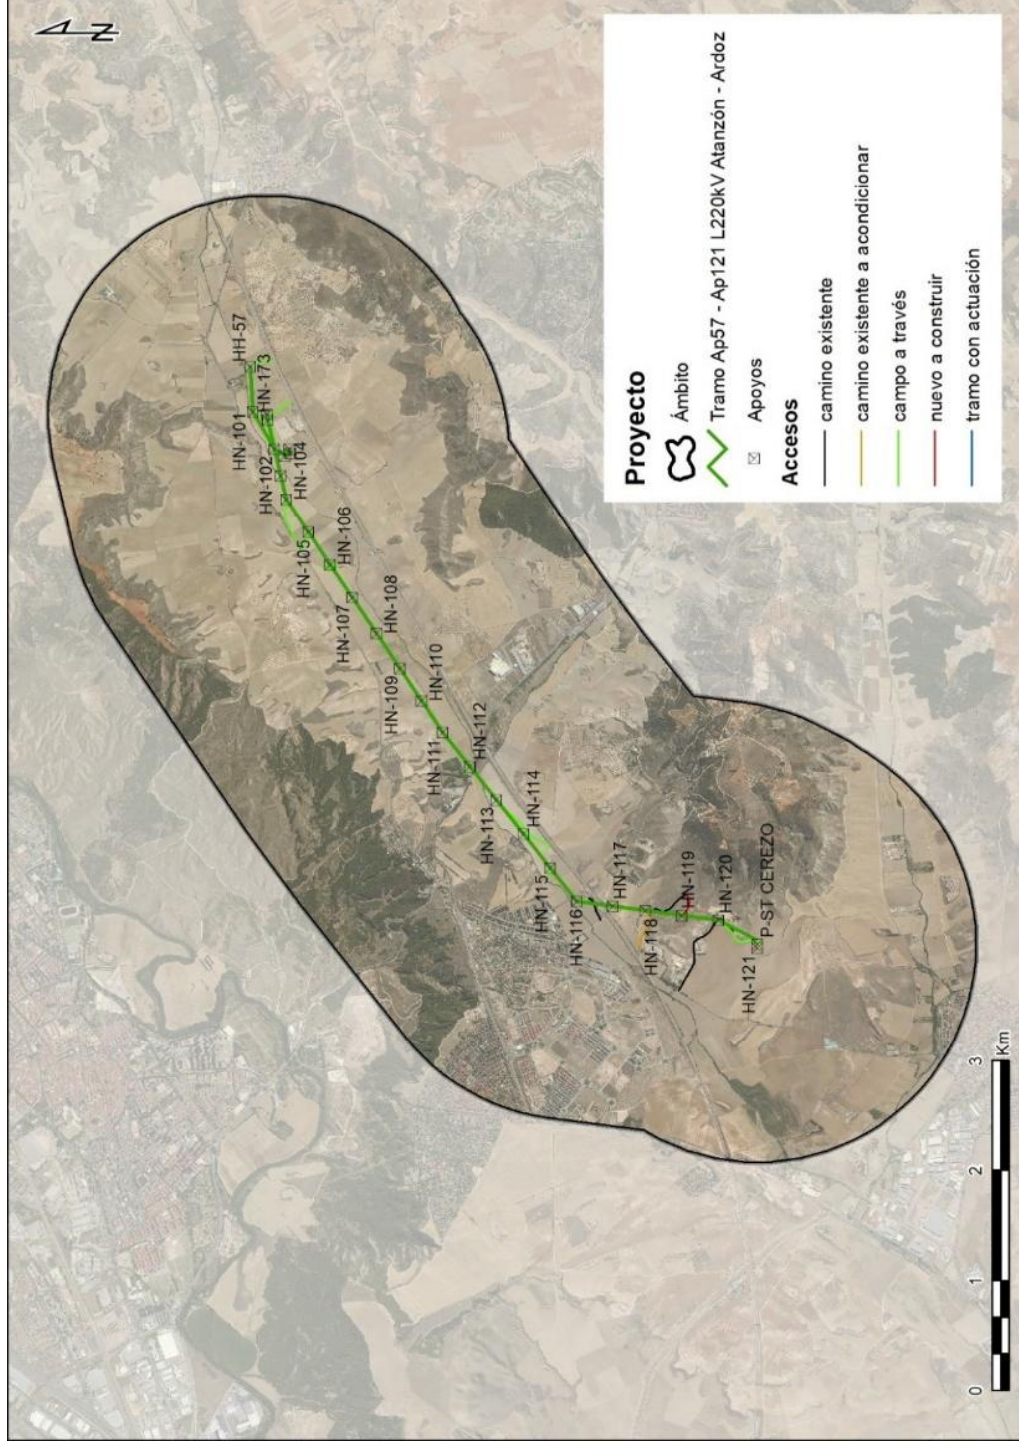 N
HN-101
HH-57
HN-173
HN-102
HN-104
HN-105
HN-106
HN-107
HN-108
HN-109
HN-110
HN-111
HN-112
HN-113
HN-114
HN-115
HN-116
HN-117
HN-118
HN-119
HN-120
HN-121
P-ST CEREZO
Proyecto
Ámbito
Tramo Ap57 - Ap121 L220kV Atanzón - Ardoz
Apoyos
Accesos
camino existente
camino existente a acondicionar
campo a través
nuevo a construir
tramo con actuación
0 1 2 3
Km